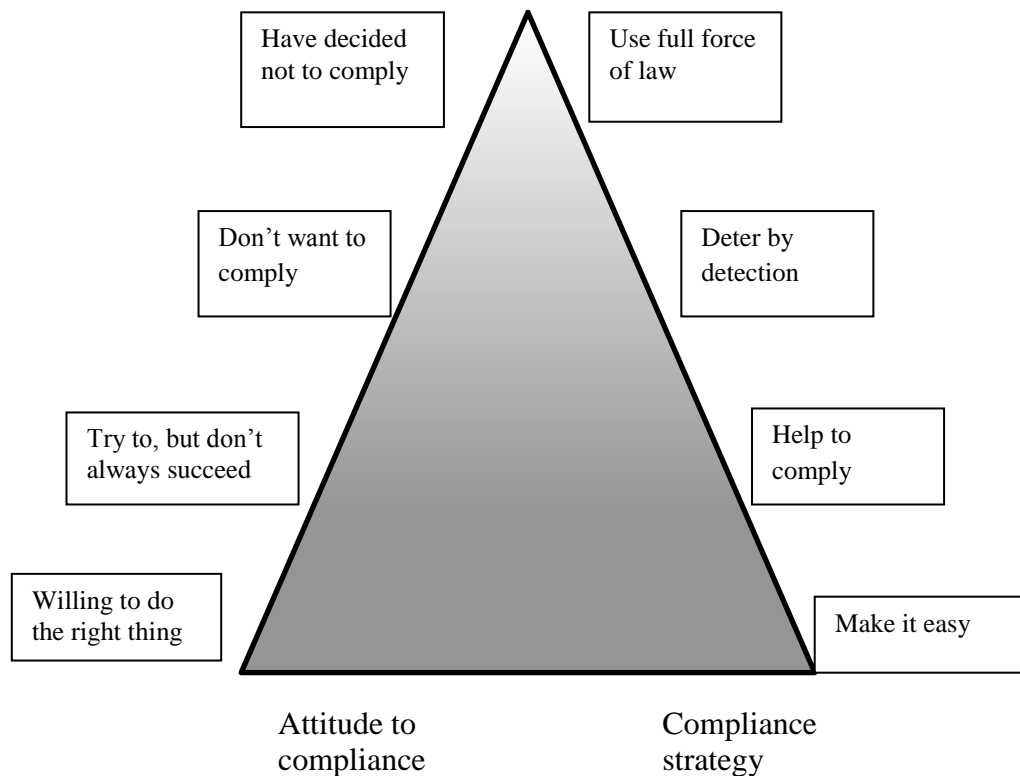 Have decided
not to comply
Use full force
of law
Don’t want to
comply
Deter by
detection
Try to, but don’t
always succeed
Help to
comply
Willing to do
the right thing
Make it easy
Attitude to
compliance
Compliance
strategy